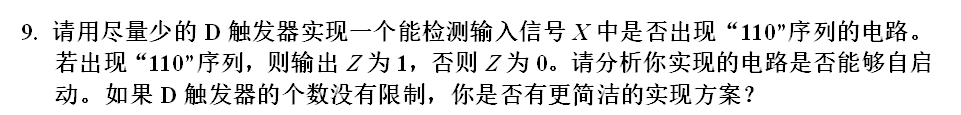 9. 请用尽量少的 D 触发器实现一个能检测输入信号 X 中是否出现“110”序列的电路。
若出现“110”序列，则输出 Z 为 1，否则 Z 为 0。请分析你实现的电路是否能够自启
动。如果 D 触发器的个数没有限制，你是否有更简洁的实现方案？